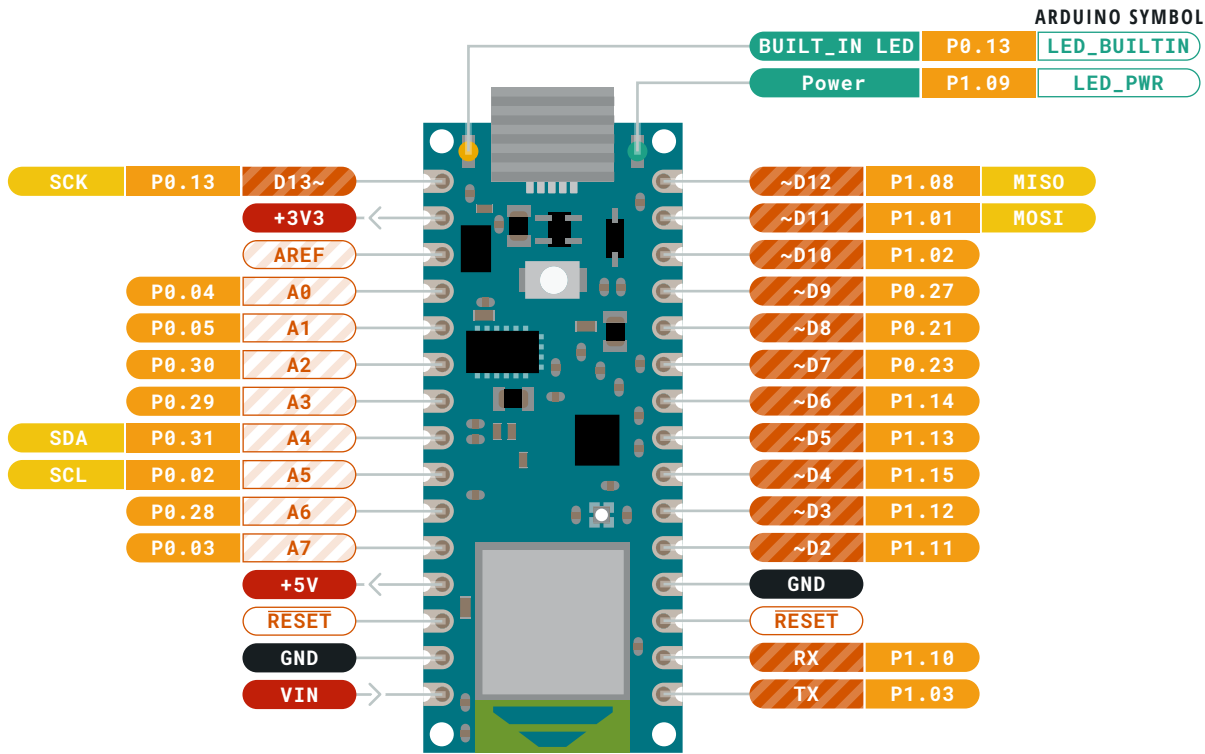 ARDUINO SYMBOL
BUILT_IN LED P0.13 LED_BUILTIN
Power P1.09 LED_PWR
SCK P0.13 D13~ ~D12 P1.08 MISO
+3V3 ~D11 P1.01 MOSI
AREF ~D10 P1.02
P0.04 A0 ~D9 P0.27
P0.05 A1 ~D8 P0.21
P0.30 A2 ~D7 P0.23
P0.29 A3 ~D6 P1.14
SDA P0.31 A4 ~D5 P1.13
SCL P0.02 A5 ~D4 P1.15
P0.28 A6 ~D3 P1.12
P0.03 A7 ~D2 P1.11
+5V GND
RESET RESET
GND RX P1.10
VIN TX P1.03